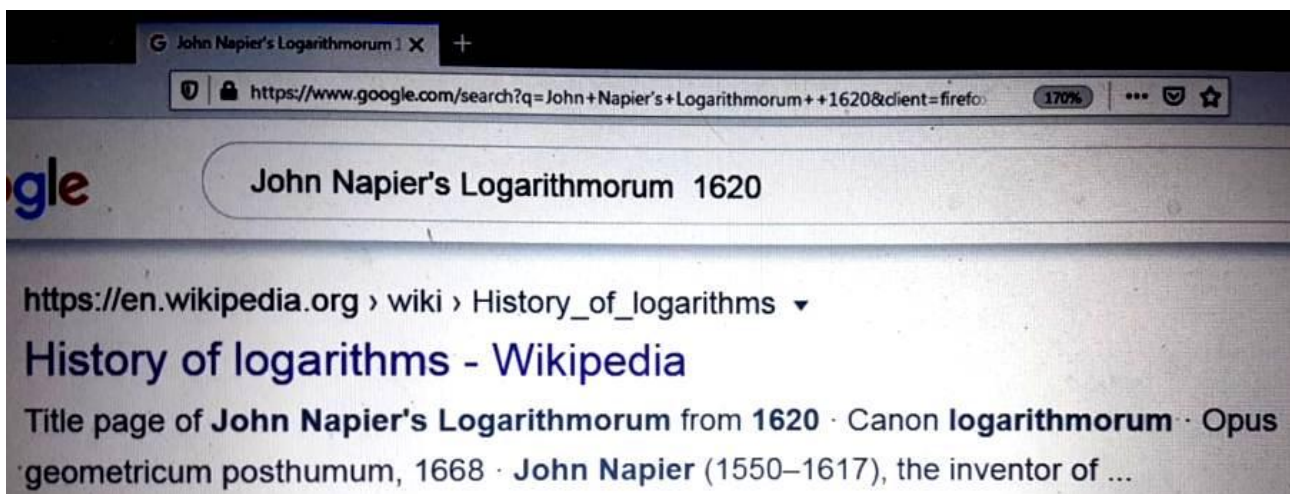 G John Napier's Logarithmorum 1 × +
https://www.google.com/search?q=John+Napier's+Logarithmorum++1620&client=firefo 170% ...
gle John Napier's Logarithmorum 1620
https://en.wikipedia.org › wiki › History_of_logarithms
History of logarithms - Wikipedia
Title page of John Napier's Logarithmorum from 1620 · Canon logarithmorum · Opus
geometricum posthumum, 1668 · John Napier (1550–1617), the inventor of ...